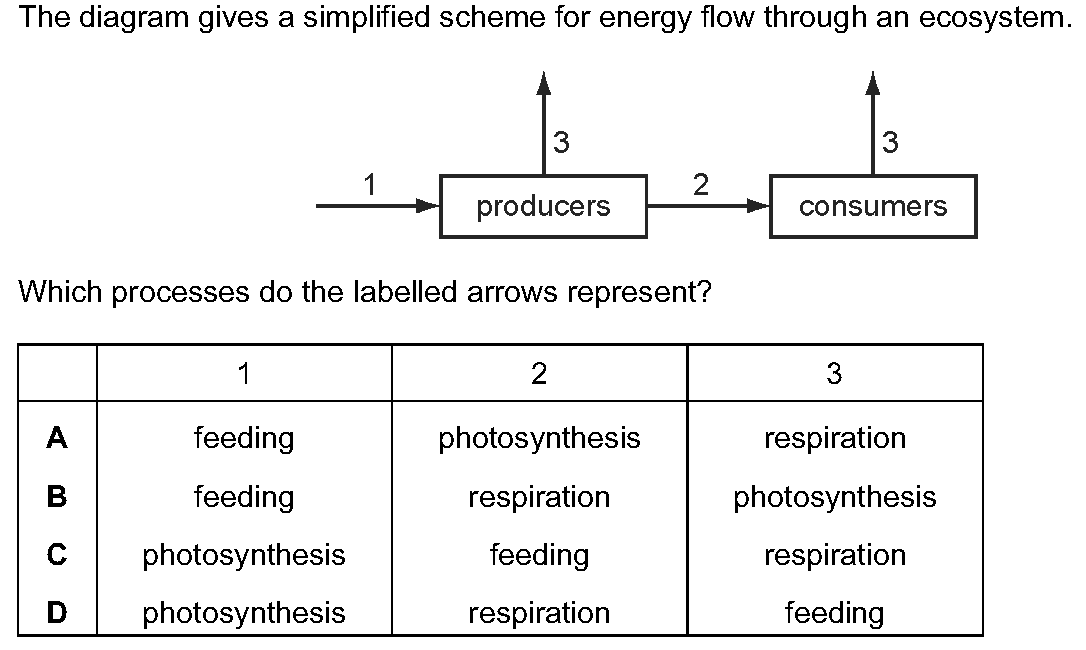 The diagram gives a simplified scheme for energy flow through an ecosystem.
3 3
1 2
producers consumers
Which processes do the labelled arrows represent?
1 2 3
A feeding photosynthesis respiration
B feeding respiration photosynthesis
C photosynthesis feeding respiration
D photosynthesis respiration feeding